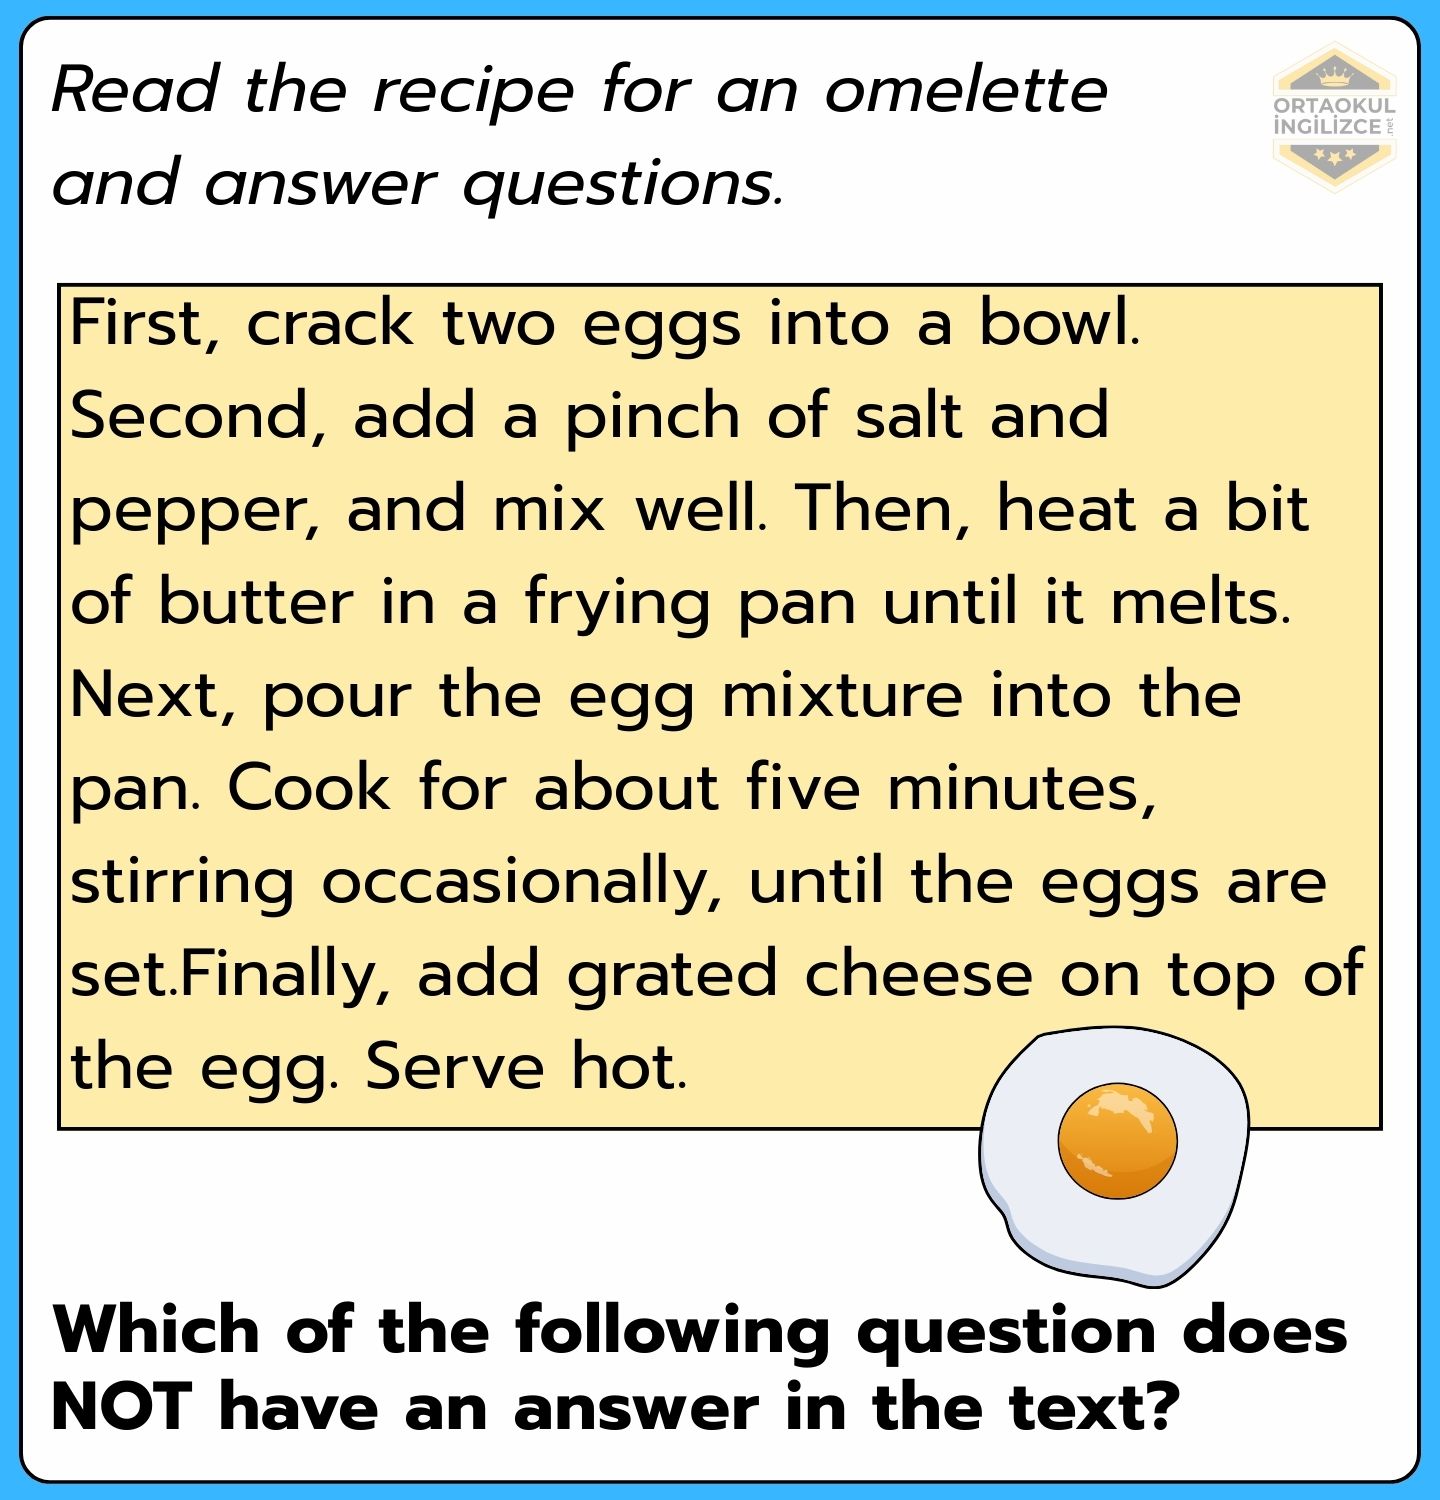 Read the recipe for an omelette
and answer questions.
ORTAOKUL
İNGİLİZCE .net
First, crack two eggs into a bowl.
Second, add a pinch of salt and
pepper, and mix well. Then, heat a bit
of butter in a frying pan until it melts.
Next, pour the egg mixture into the
pan. Cook for about five minutes,
stirring occasionally, until the eggs are
set.Finally, add grated cheese on top of
the egg. Serve hot.
Which of the following question does
NOT have an answer in the text?